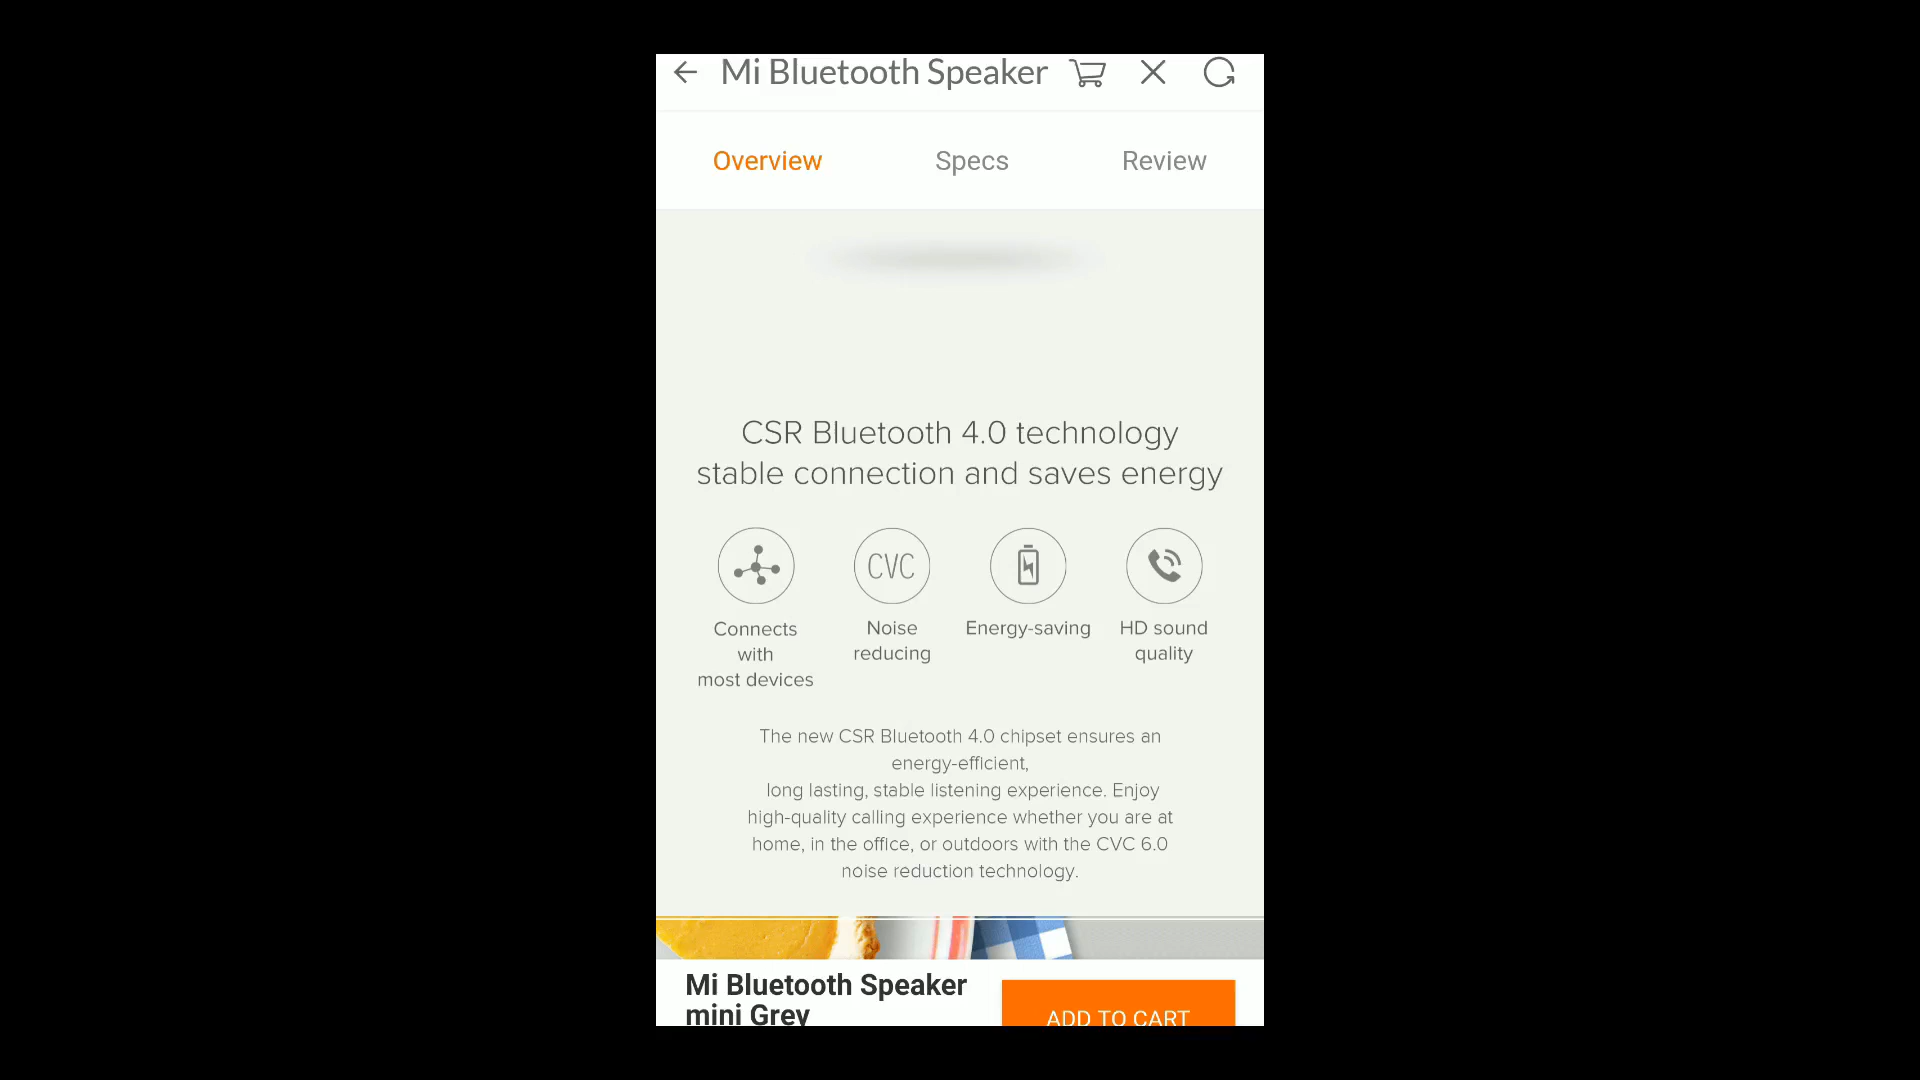 Mi Bluetooth Speaker
Overview
Specs
Review
CSR Bluetooth 4.0 technology
stable connection and saves energy
CVC
Connects
with
most devices
Noise
reducing
Energy-saving
HD sound
quality
The new CSR Bluetooth 4.0 chipset ensures an
energy-efficient,
long lasting, stable listening experience. Enjoy
high-quality calling experience whether you are at
home, in the office, or outdoors with the CVC 6.0
noise reduction technology.
Mi Bluetooth Speaker
mini Grey
ADD TO CART